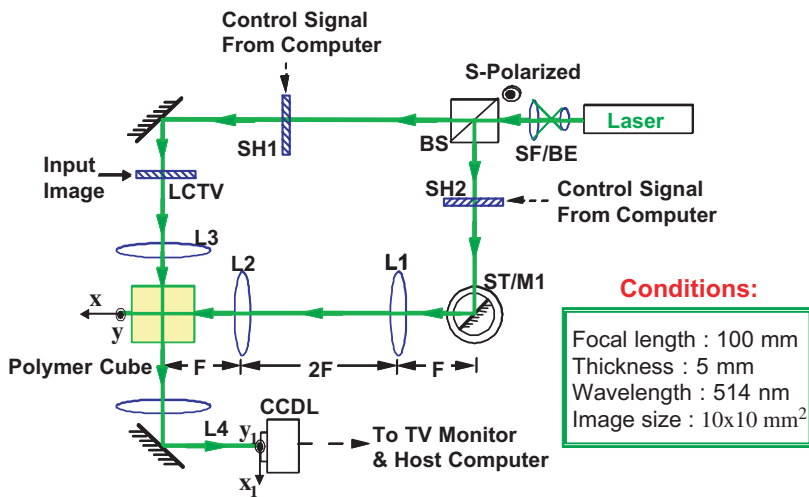 Control Signal
From Computer
S-Polarized
Laser
BS
SF/BE
SH1
Input
Image
LCTV
SH2
Control Signal
From Computer
L3
L2
L1
ST/M1
x
y
Polymer Cube
F
2F
F
Conditions:
Focal length : 100 mm
Thickness : 5 mm
Wavelength : 514 nm
Image size : 10x10 mm²
CCDL
L4
y₁
x₁
To TV Monitor
& Host Computer